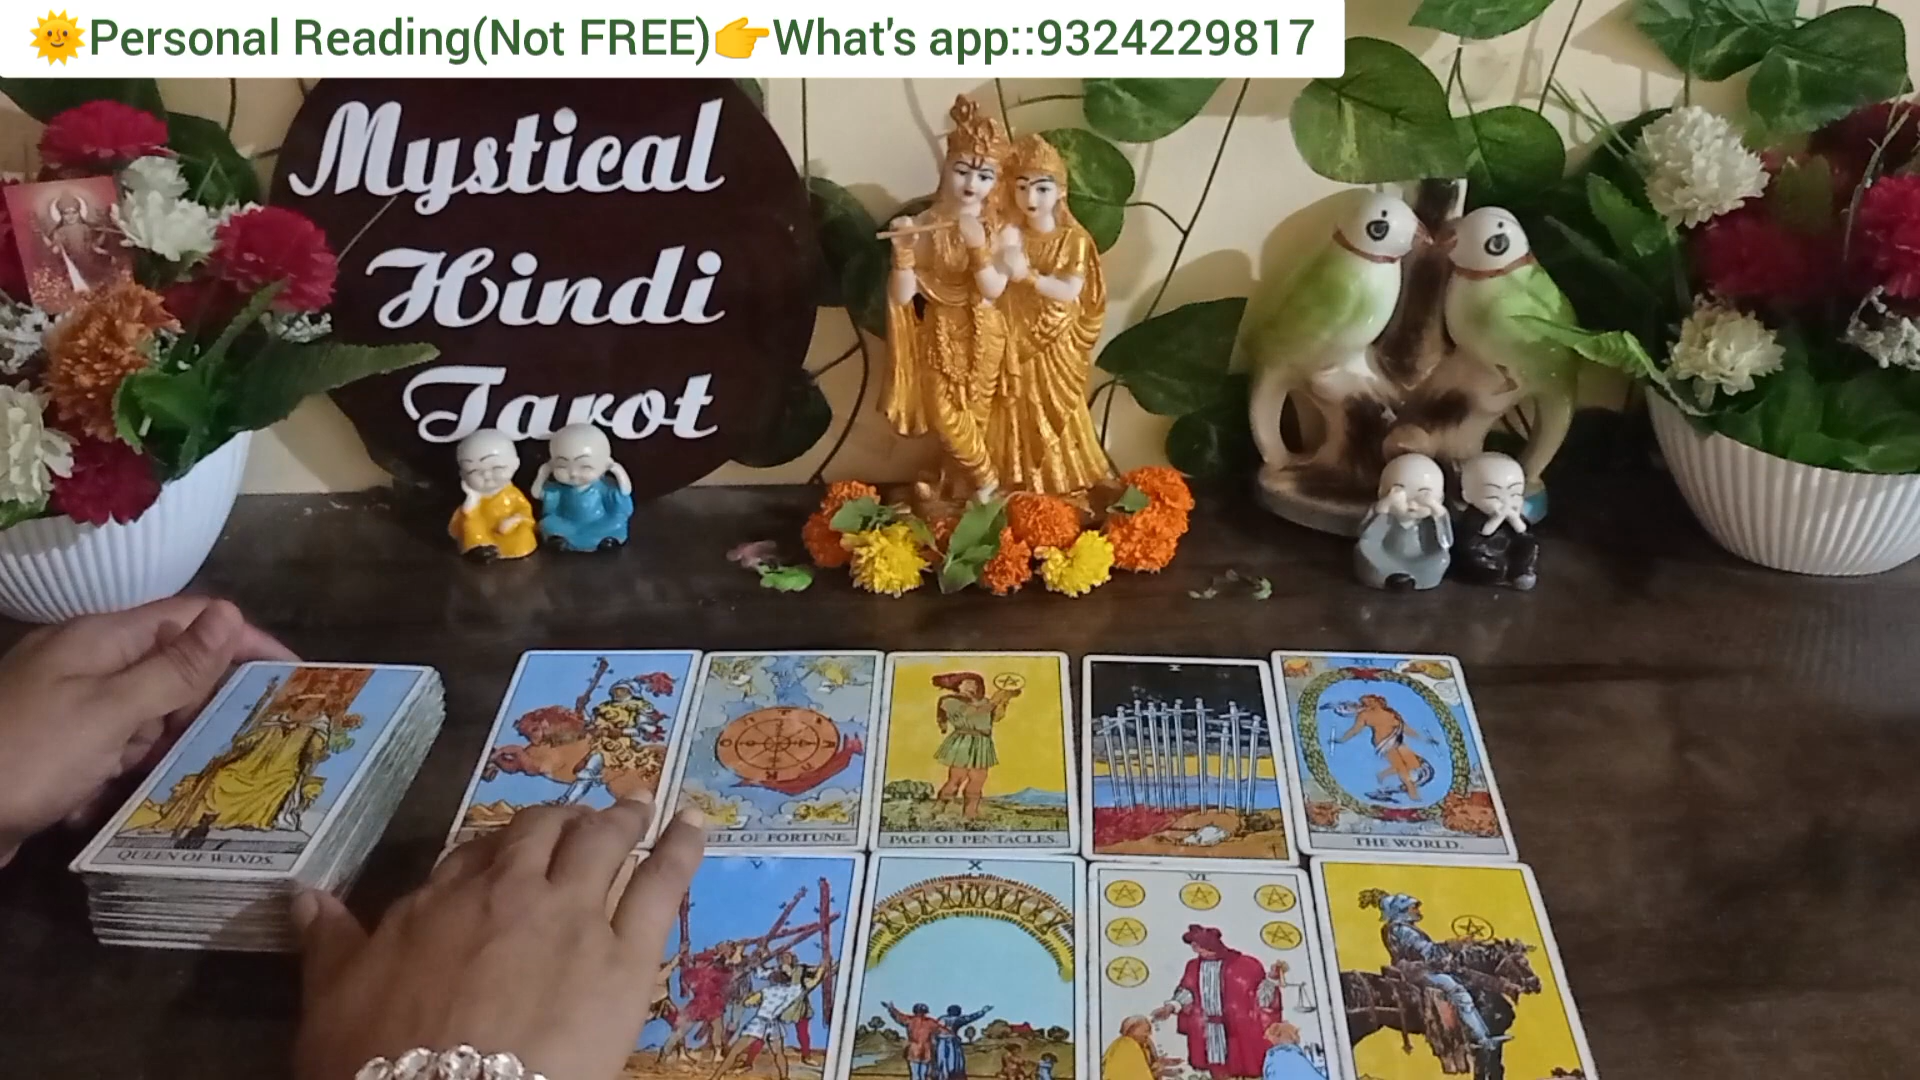 🌞Personal Reading(Not FREE)👉What's app::9324229817
Mystical
Hindi
Tarot
QUEEN OF WANDS.
EEL OF FORTUNE.
PAGE OF PENTACLES.
X
THE WORLD.
V
X
VI